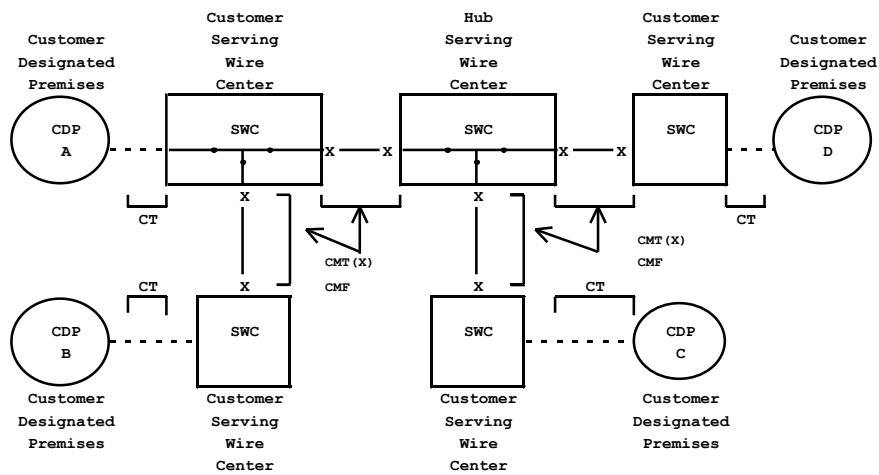 Customer
Serving
Wire
Center
Hub
Serving
Wire
Center
Customer
Serving
Wire
Center
Customer
Designated
Premises
Customer
Designated
Premises
CDP
A
SWC
X
X
SWC
X
X
SWC
CDP
D
CT
X
X
CT
CMT(X)
CMF
CMT(X)
CMF
CT
X
X
CT
CDP
B
SWC
SWC
CDP
C
Customer
Designated
Premises
Customer
Serving
Wire
Center
Customer
Serving
Wire
Center
Customer
Designated
Premises